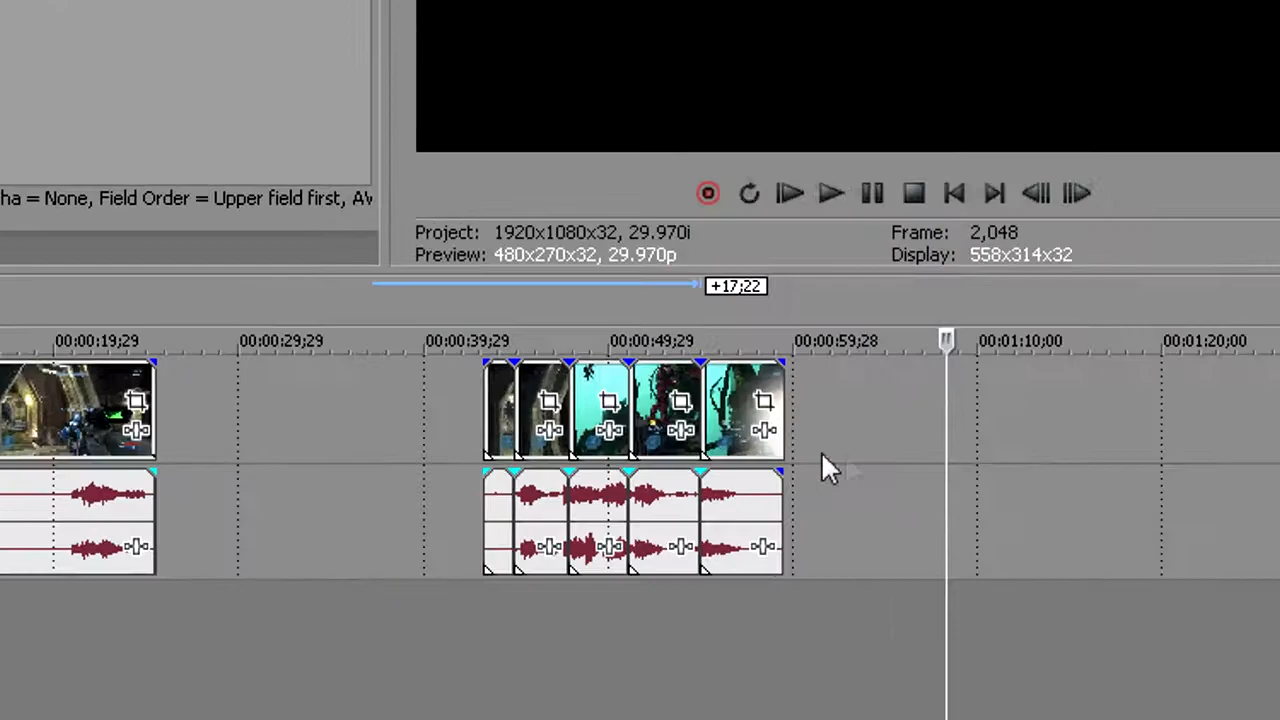 ha = None, Field Order = Upper field first, AV
Project: 1920x1080x32, 29.970i
Frame: 2,048
Preview: 480x270x32, 29.970p
Display: 558x314x32
+17;22
00:00:19;29 00:00:29;29 00:00:39;29 00:00:49;29 00:00:59;28 00:01:10;00 00:01:20;00